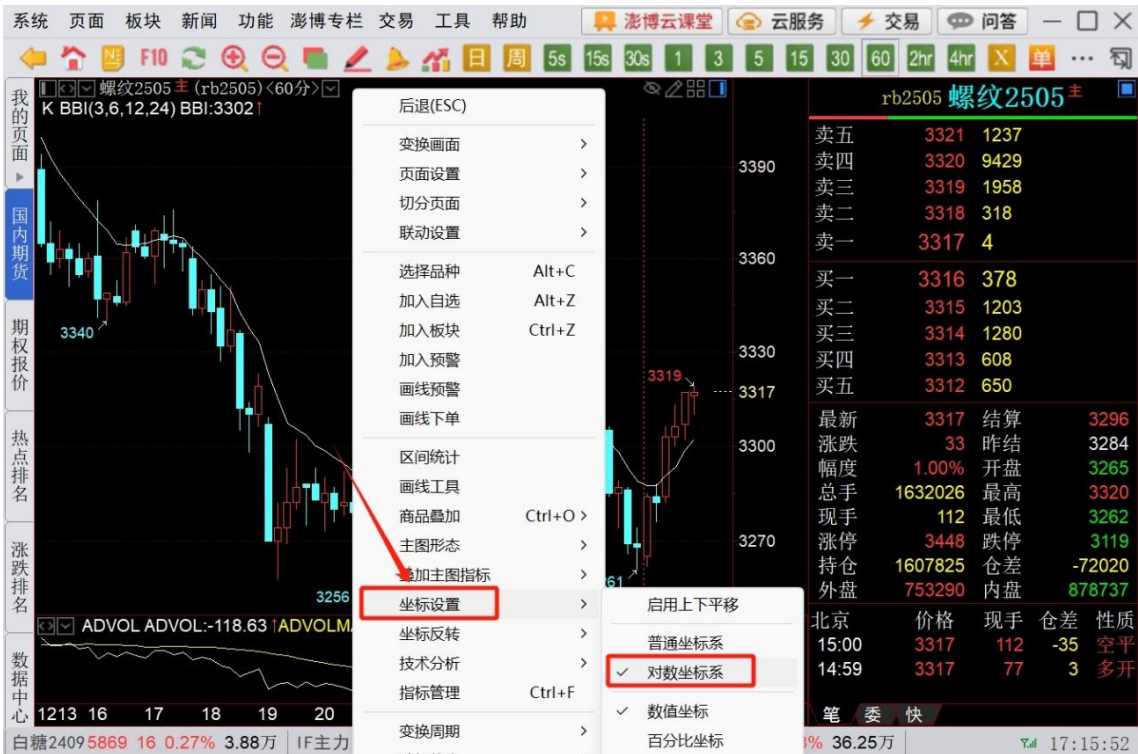 系统 页面 板块 新闻 功能 澎博专栏 交易 工具 帮助 澎博云课堂 云服务 交易 问答
F10 日 周 5s 15s 30s 1 3 5 15 30 60 2hr 4hr X 单 ...
我的页面
国内期货
期权报价
热点排名
涨跌排名
数据中心
螺纹2505主 (rb2505)<60分>
K BBI(3,6,12,24) BBI:3302↑
3340
3256
3319
61
3390
3360
3330
3317
3300
3270
ADVOL ADVOL:-118.63↑ADVOLM
1213 16 17 18 19 20
后退(ESC)
变换画面 >
页面设置 >
切分页面 >
联动设置 >
选择品种 Alt+C
加入自选 Alt+Z
加入板块 Ctrl+Z
加入预警
画线预警
画线下单
区间统计
画线工具
商品叠加 Ctrl+O >
主图形态 >
叠加主图指标 >
坐标设置 >
坐标反转 >
技术分析 >
指标管理 Ctrl+F
变换周期 >
启用上下平移
普通坐标系
✓ 对数坐标系
✓ 数值坐标
百分比坐标
rb2505 螺纹2505主
卖五 3321 1237
卖四 3320 9429
卖三 3319 1958
卖二 3318 318
卖一 3317 4
买一 3316 378
买二 3315 1203
买三 3314 1280
买四 3313 608
买五 3312 650
最新 3317 结算 3296
涨跌 33 昨结 3284
幅度 1.00% 开盘 3265
总手 1632026 最高 3320
现手 112 最低 3262
涨停 3448 跌停 3119
持仓 1607825 仓差 -72020
外盘 753290 内盘 878737
北京 价格 现手 仓差 性质
15:00 3317 112 -35 空平
14:59 3317 77 3 多开
笔 委 快
白糖2409 5869 16 0.27% 3.88万 IF主力 % 36.25万 17:15:52